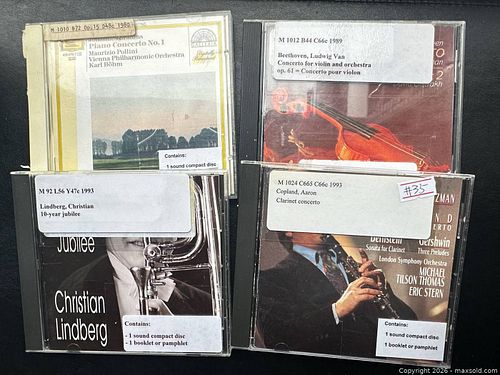 M 1010 B72 Op.15 D48c 1980
Piano Concerto No. 1
Maurizio Pollini
Vienna Philharmonic Orchestra
Karl Böhm
Contains:
1 sound compact disc
M 1012 B44 C66c 1989
Beethoven, Ludwig Van
Concerto for violin and orchestra
op. 61 = Concerto pour violon
2
M 92 L56 Y47c 1993
Lindberg, Christian
10-year jubilee
Jubilee
Christian
Lindberg
Contains:
- 1 sound compact disc
- 1 booklet or pamphlet
M 1024 C665 C66c 1993
Copland, Aaron
Clarinet concerto
#35
ZMAN
Bernstein
Sonata for Clarinet
Gershwin
Three Preludes
London Symphony Orchestra
MICHAEL
TILSON THOMAS
ERIC STERN
Contains:
1 sound compact disc
1 booklet or pamphlet
Copyright 2026 - maxsold.com